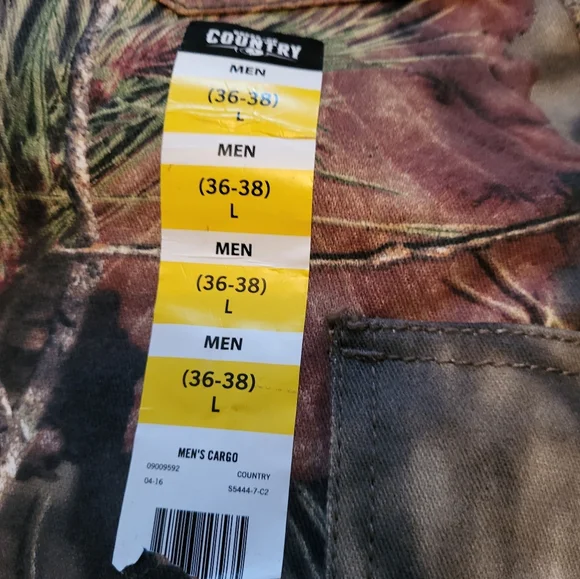 COUNTRY
MEN
(36-38)
L
MEN
(36-38)
L
MEN
(36-38)
L
MEN
(36-38)
L
MEN'S CARGO
09009592 COUNTRY
04-16 55444-7-C2